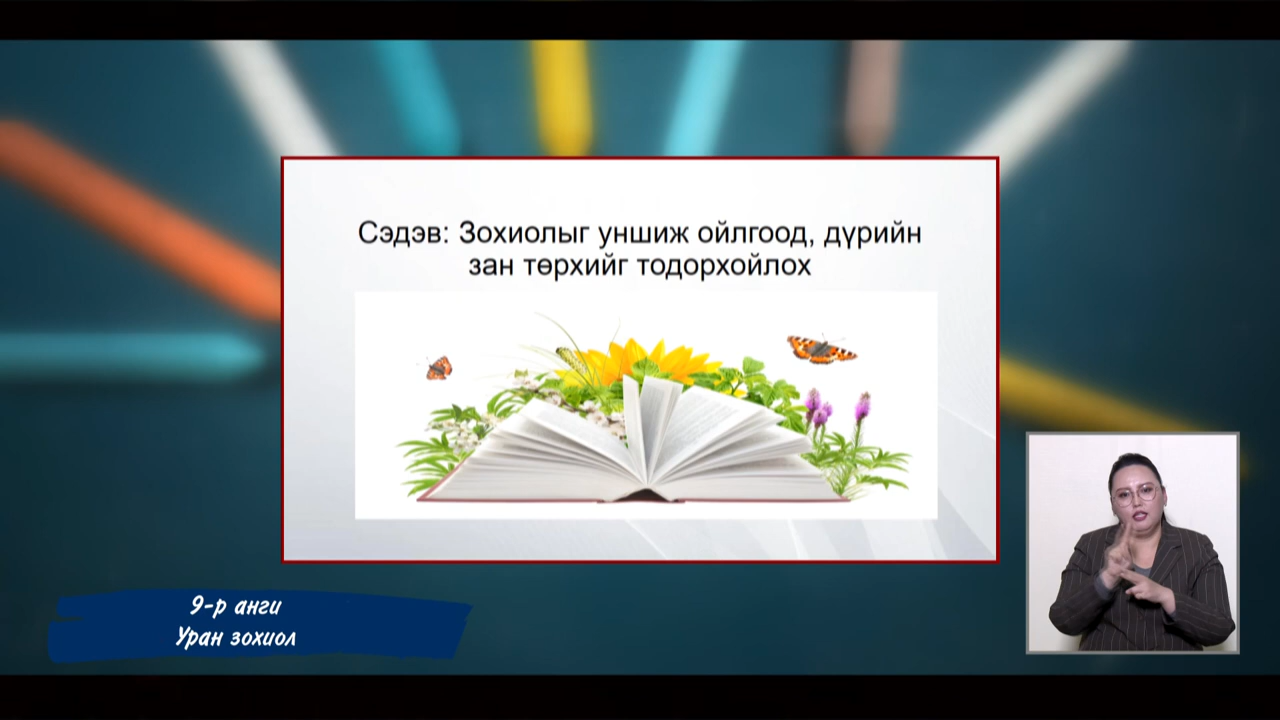 Сэдэв: Зохиолыг уншиж ойлгоод, дүрийн
зан төрхийг тодорхойлох
9-р анги
Уран зохиол